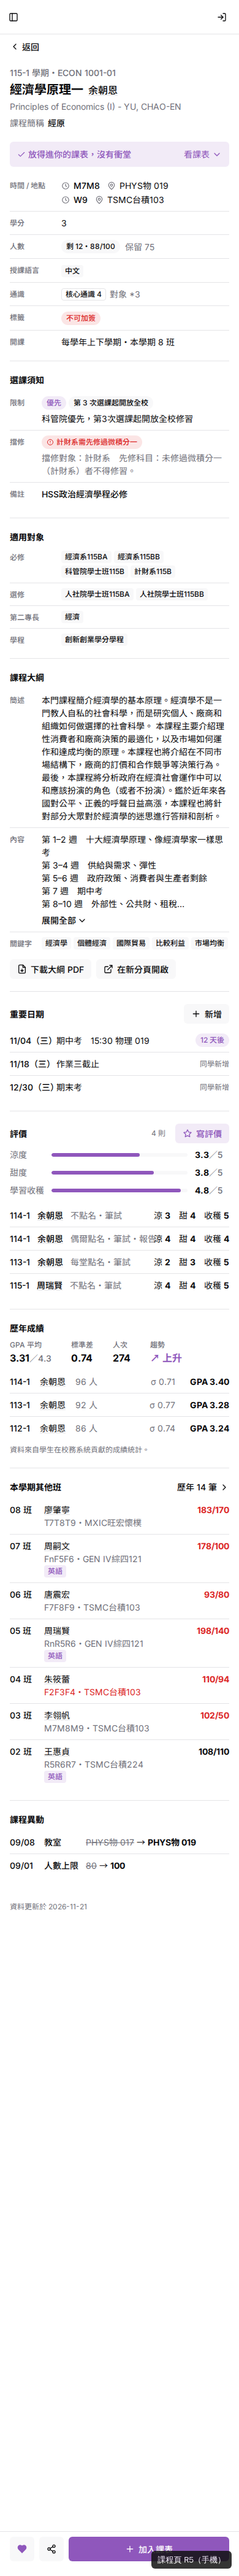 返回
115-1 學期・ECON 1001-01
經濟學原理一 余朝恩
Principles of Economics (I) - YU, CHAO-EN
課程簡稱 經原
放得進你的課表，沒有衝堂 看課表
時間 / 地點 M7M8 PHYS物 019
W9 TSMC台積103
學分 3
人數 剩 12・88/100 保留 75
授課語言 中文
通識 核心通識 4 對象 *3
標籤 不可加簽
開課 每學年上下學期・本學期 8 班
選課須知
限制 優先 第 3 次選課起開放全校
科管院優先，第3次選課起開放全校修習
擋修 計財系需先修過微積分一
擋修對象：計財系 先修科目：未修過微積分一
（計財系）者不得修習。
備註 HSS政治經濟學程必修
適用對象
必修 經濟系115BA 經濟系115BB
科管院學士班115B 計財系115B
選修 人社院學士班115BA 人社院學士班115BB
第二專長 經濟
學程 創新創業學分學程
課程大綱
簡述 本門課程簡介經濟學的基本原理。經濟學不是一
門教人自私的社會科學，而是研究個人、廠商和
組織如何做選擇的社會科學。 本課程主要介紹理
性消費者和廠商決策的最適化，以及市場如何運
作和達成均衡的原理。本課程也將介紹在不同市
場結構下，廠商的訂價和合作競爭等決策行為。
最後，本課程將分析政府在經濟社會運作中可以
和應該扮演的角色（或者不扮演）。鑑於近年來各
國對公平、正義的呼聲日益高漲，本課程也將針
對部分大眾對於經濟學的迷思進行答辯和剖析。
內容 第 1–2 週 十大經濟學原理、像經濟學家一樣思
考
第 3–4 週 供給與需求、彈性
第 5–6 週 政府政策、消費者與生產者剩餘
第 7 週 期中考
第 8–10 週 外部性、公共財、租稅…
展開全部
關鍵字 經濟學 個體經濟 國際貿易 比較利益 市場均衡
下載大綱 PDF 在新分頁開啟
重要日期 新增
11/04（三）期中考 15:30 物理 019 12 天後
11/18（三）作業三截止 同學新增
12/30（三）期末考 同學新增
評價 4 則 寫評價
涼度 3.3／5
甜度 3.8／5
學習收穫 4.8／5
114-1 余朝恩 不點名・筆試 涼 3 甜 4 收穫 5
114-1 余朝恩 偶爾點名・筆試・報告 涼 4 甜 4 收穫 4
113-1 余朝恩 每堂點名・筆試 涼 2 甜 3 收穫 5
115-1 周瑞賢 不點名・筆試 涼 4 甜 4 收穫 5
歷年成績
GPA 平均 標準差 人次 趨勢
3.31／4.3 0.74 274 ↗ 上升
114-1 余朝恩 96 人 σ 0.71 GPA 3.40
113-1 余朝恩 92 人 σ 0.77 GPA 3.28
112-1 余朝恩 86 人 σ 0.74 GPA 3.24
資料來自學生在校務系統貢獻的成績統計。
本學期其他班 歷年 14 筆
08 班 廖肇寧 183/170
T7T8T9・MXIC旺宏懷樸
07 班 周嗣文 178/100
FnF5F6・GEN IV綜四121
英語
06 班 唐震宏 93/80
F7F8F9・TSMC台積103
05 班 周瑞賢 198/140
RnR5R6・GEN IV綜四121
英語
04 班 朱筱蕾 110/94
F2F3F4・TSMC台積103
03 班 李翎帆 102/50
M7M8M9・TSMC台積103
02 班 王惠貞 108/110
R5R6R7・TSMC台積224
英語
課程異動
09/08 教室 PHYS物 017 → PHYS物 019
09/01 人數上限 80 → 100
資料更新於 2026-11-21
加入課表
課程頁 R5（手機）